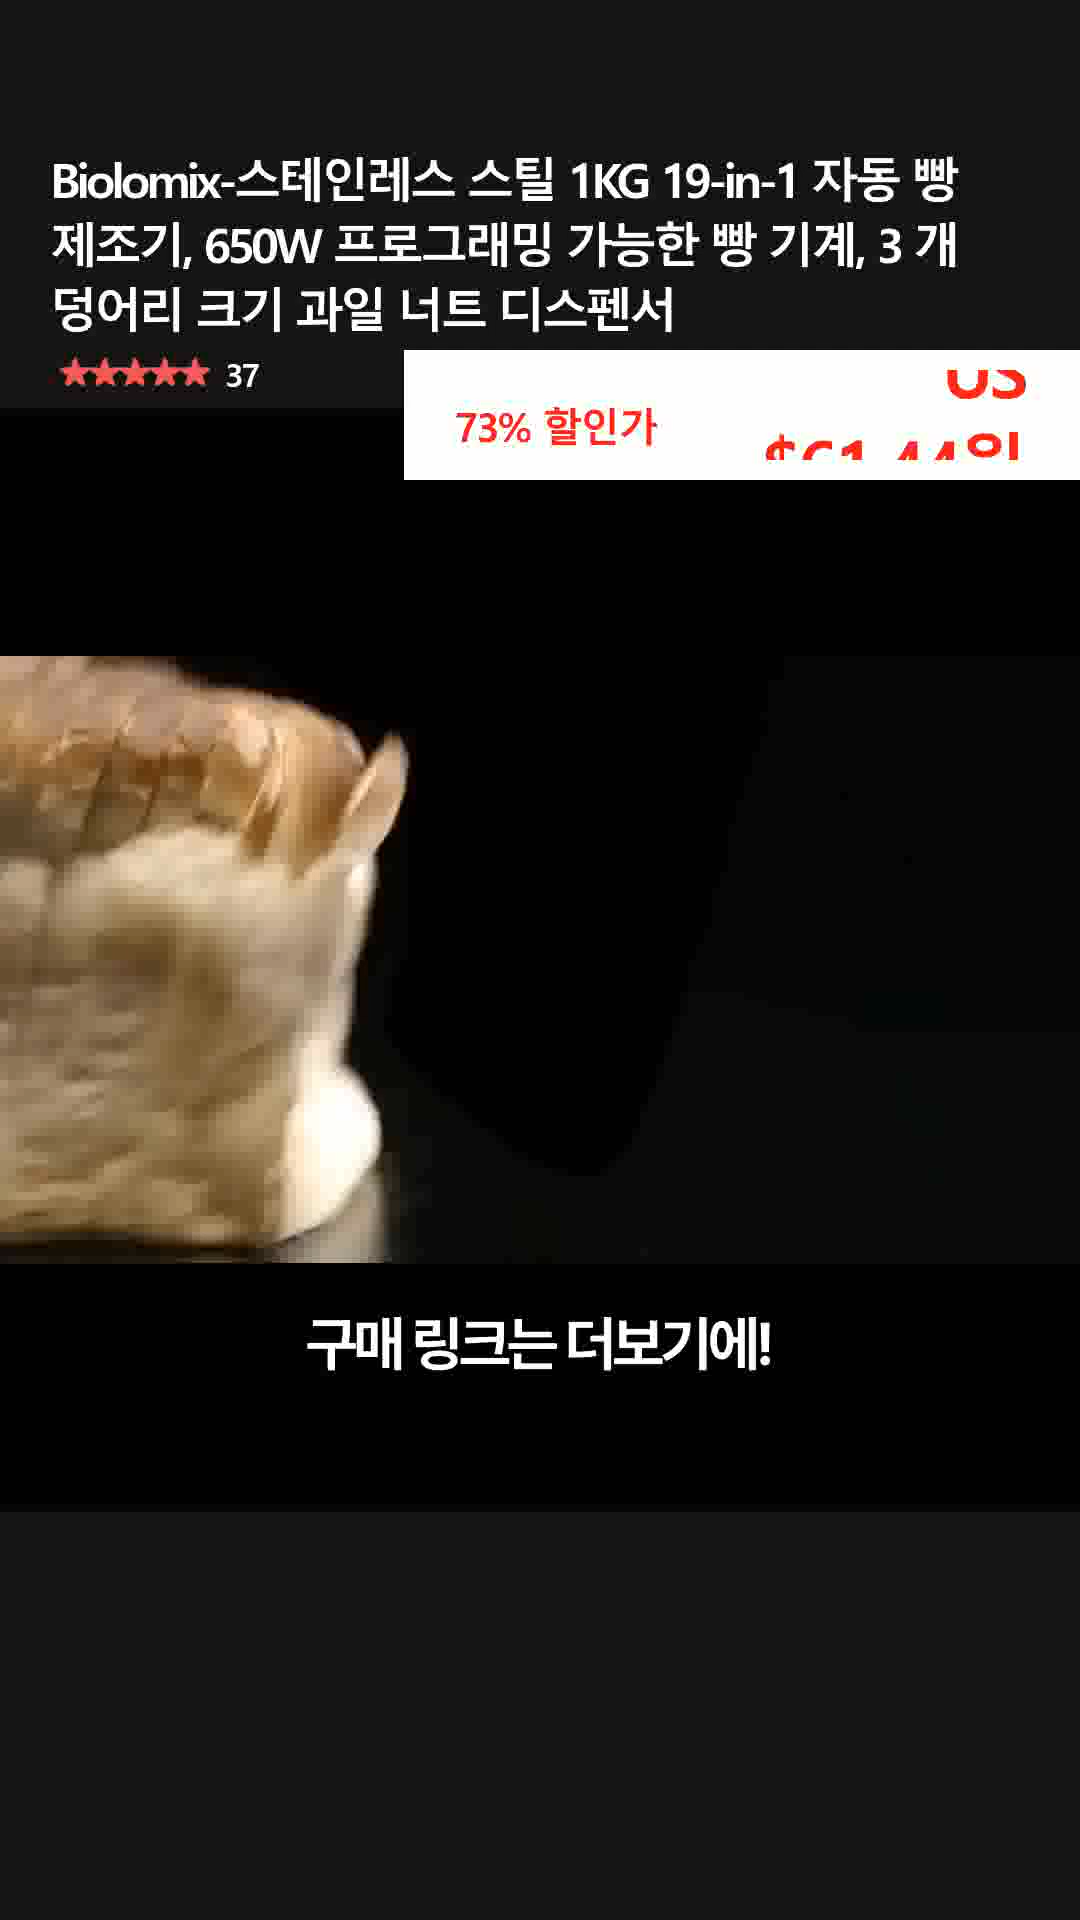 Biolomix-스테인레스 스틸 1KG 19-in-1 자동 빵
제조기, 650W 프로그래밍 가능한 빵 기계, 3 개
덩어리 크기 과일 너트 디스펜서
37
73% 할인가
US
구매 링크는 더보기에!